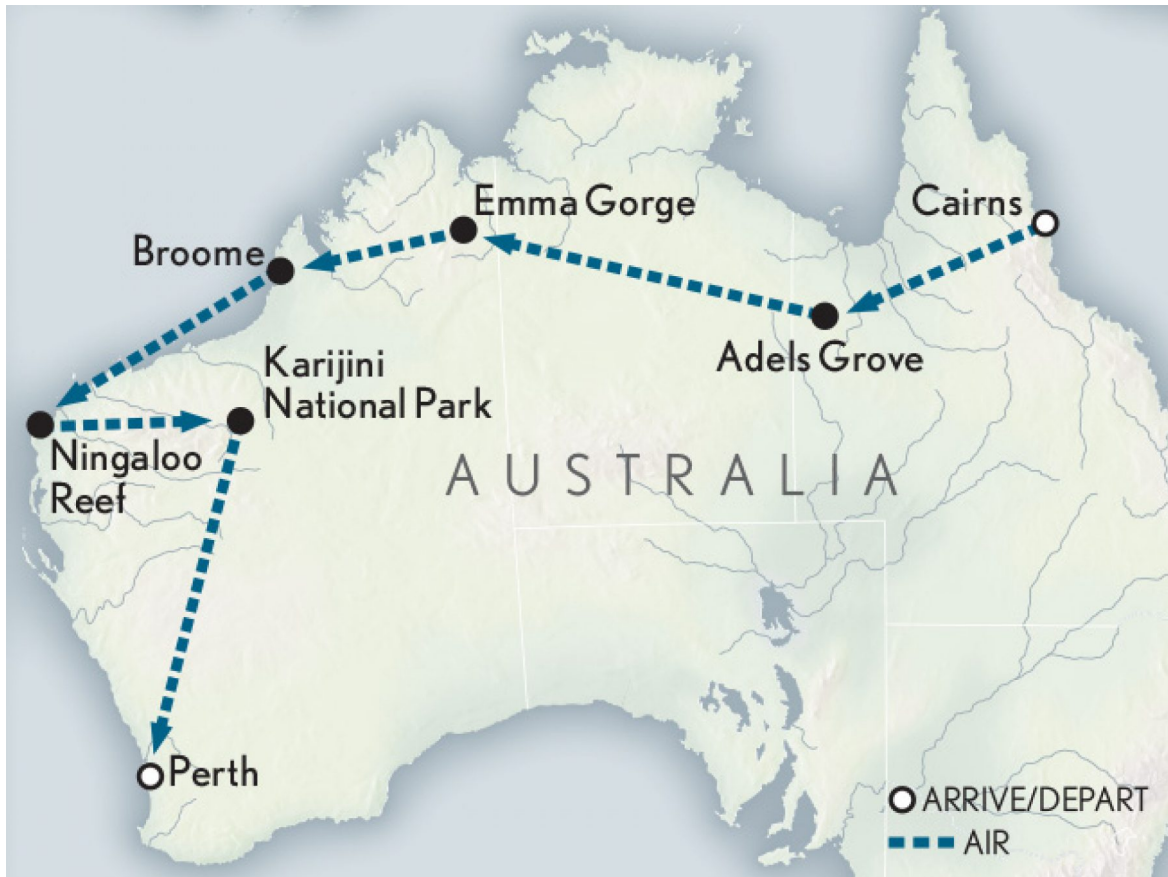 Emma Gorge
Cairns
Broome
Adels Grove
Karijini
National Park
Ningaloo
Reef
AUSTRALIA
Perth
ARRIVE/DEPART
AIR